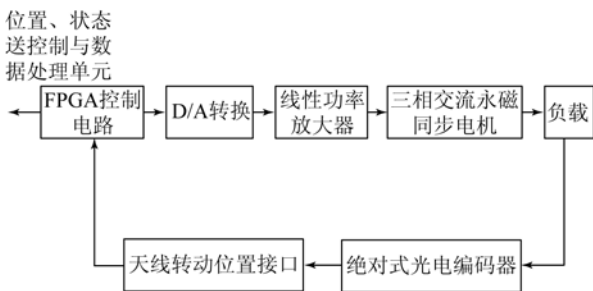 位置、状态
送控制与数
据处理单元
FPGA控制
电路
D/A转换
线性功率
放大器
三相交流永磁
同步电机
负载
天线转动位置接口
绝对式光电编码器